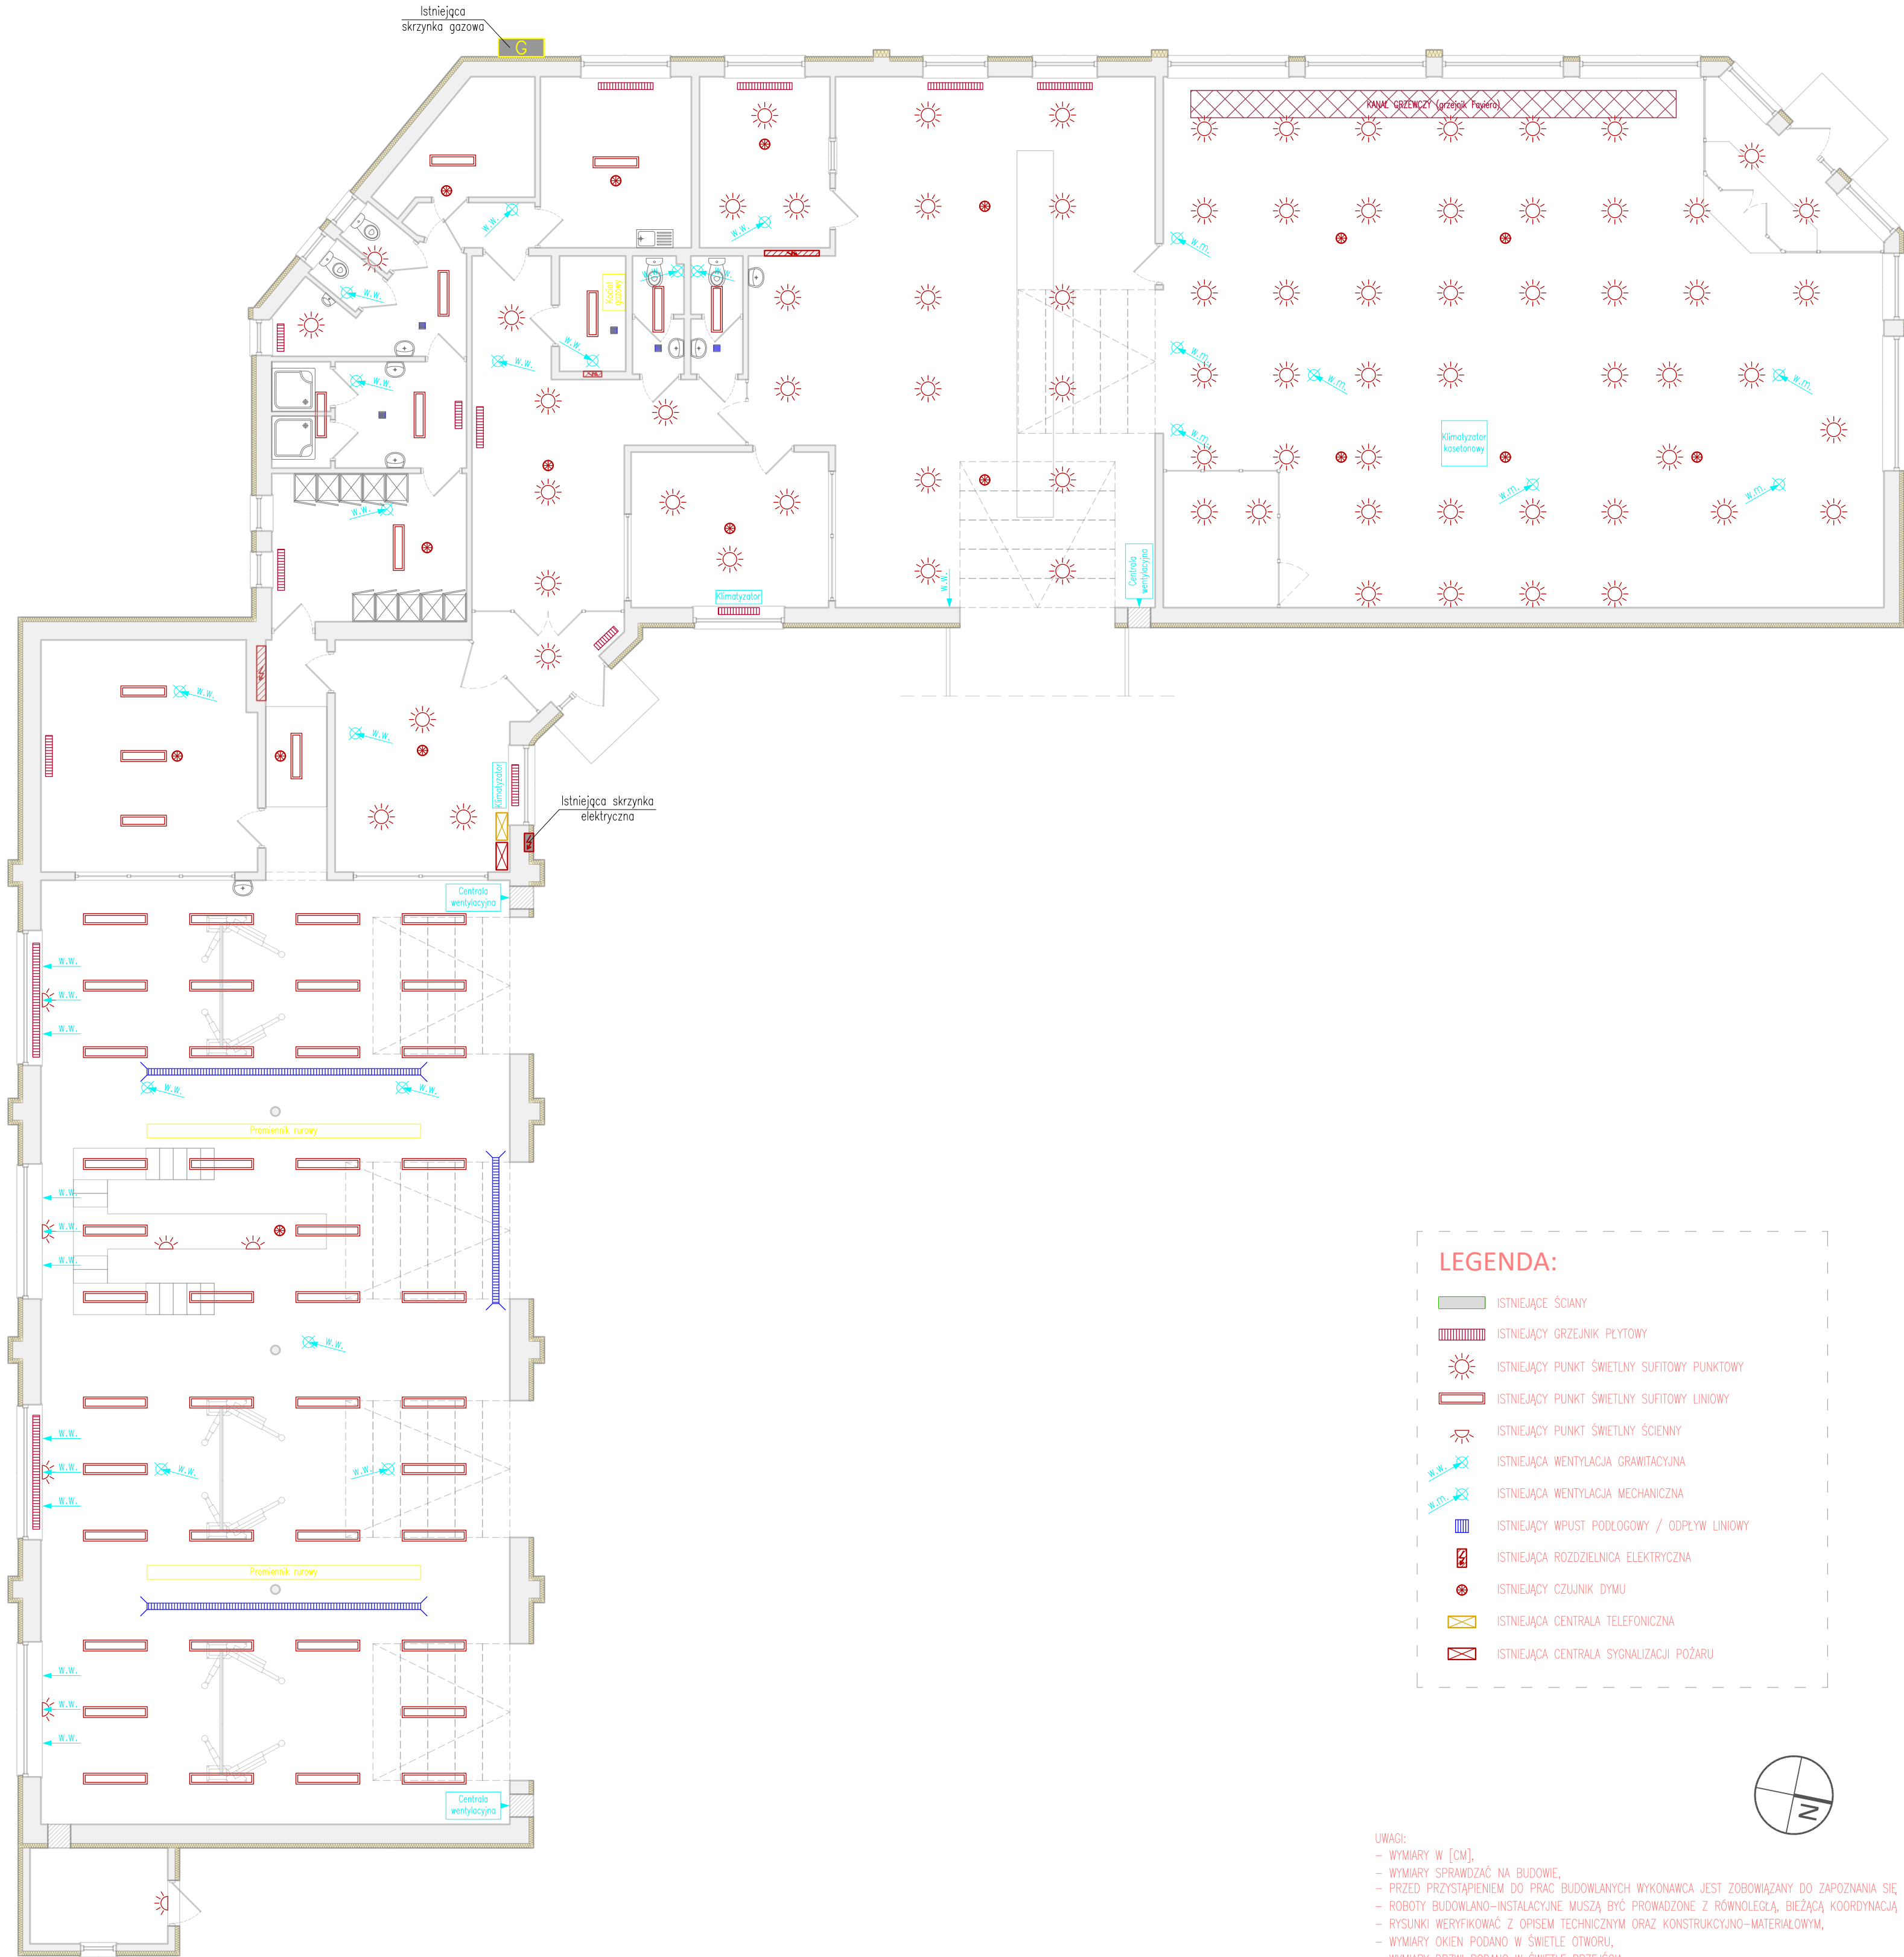 Istniejąca
skrzynka gazowa
G
KANAŁ GRZEWCZY (grzejnik Faviera)
w.w.
w.w.
w.m.
Kocioł
gazowy
w.w.
w.w.
w.w.
w.w.
w.w.
w.m.
w.w.
w.m.
w.m.
w.m.
Klimatyzator
kasetonowy
w.w.
w.m.
w.m.
Centrala
wentylacyjna
w.w.
Klimatyzator
w.w.
w.w.
Klimatyzator
Istniejąca skrzynka
elektryczna
Centrala
wentylacyjna
w.w.
w.w.
w.w.
w.w.
w.w.
Promiennik rurowy
w.w.
w.w.
w.w.
w.w.
w.w.
w.w.
w.w.
w.w.
w.w.
Promiennik rurowy
w.w.
w.w.
w.w.
Centrala
wentylacyjna
LEGENDA:
ISTNIEJĄCE ŚCIANY
ISTNIEJĄCY GRZEJNIK PŁYTOWY
ISTNIEJĄCY PUNKT ŚWIETLNY SUFITOWY PUNKTOWY
ISTNIEJĄCY PUNKT ŚWIETLNY SUFITOWY LINIOWY
ISTNIEJĄCY PUNKT ŚWIETLNY ŚCIENNY
w.w. ISTNIEJĄCA WENTYLACJA GRAWITACYJNA
w.m. ISTNIEJĄCA WENTYLACJA MECHANICZNA
ISTNIEJĄCY WPUST PODŁOGOWY / ODPŁYW LINIOWY
ISTNIEJĄCA ROZDZIELNICA ELEKTRYCZNA
ISTNIEJĄCY CZUJNIK DYMU
ISTNIEJĄCA CENTRALA TELEFONICZNA
ISTNIEJĄCA CENTRALA SYGNALIZACJI POŻARU
N
UWAGI:
- WYMIARY W [CM],
- WYMIARY SPRAWDZAĆ NA BUDOWIE,
- PRZED PRZYSTĄPIENIEM DO PRAC BUDOWLANYCH WYKONAWCA JEST ZOBOWIĄZANY DO ZAPOZNANIA SIĘ
- ROBOTY BUDOWLANO-INSTALACYJNE MUSZĄ BYĆ PROWADZONE Z RÓWNOLEGŁĄ, BIEŻĄCĄ KOORDYNACJĄ
- RYSUNKI WERYFIKOWAĆ Z OPISEM TECHNICZNYM ORAZ KONSTRUKCYJNO-MATERIAŁOWYM,
- WYMIARY OKIEN PODANO W ŚWIETLE OTWORU,